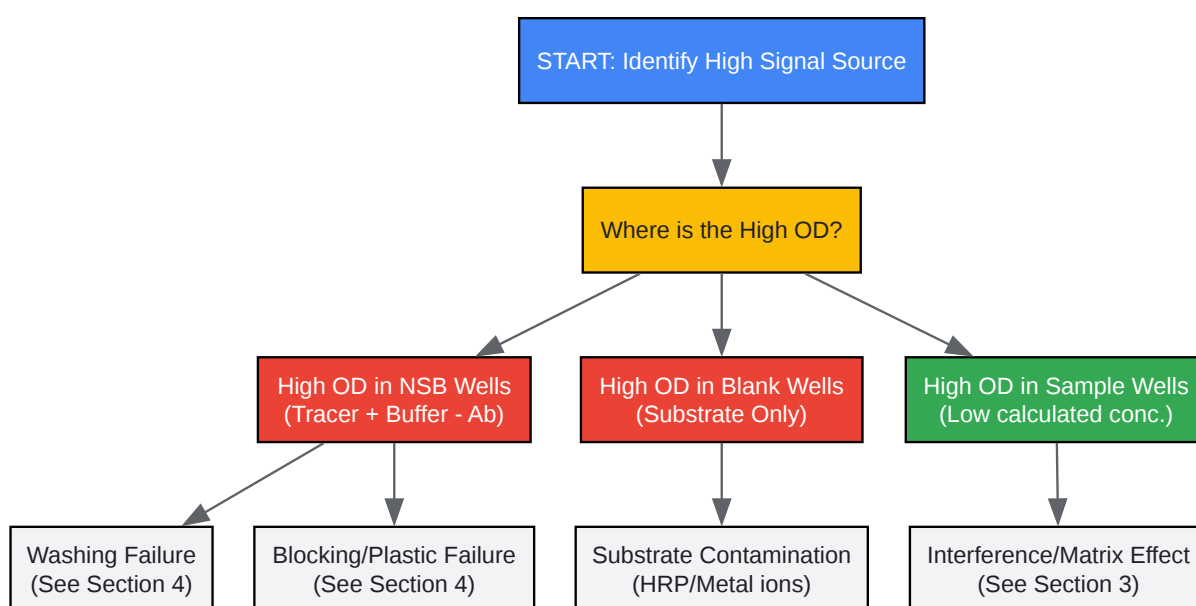 START: Identify High Signal Source
Where is the High OD?
High OD in NSB Wells
(Tracer + Buffer - Ab)
High OD in Blank Wells
(Substrate Only)
High OD in Sample Wells
(Low calculated conc.)
Washing Failure
(See Section 4)
Blocking/Plastic Failure
(See Section 4)
Substrate Contamination
(HRP/Metal ions)
Interference/Matrix Effect
(See Section 3)